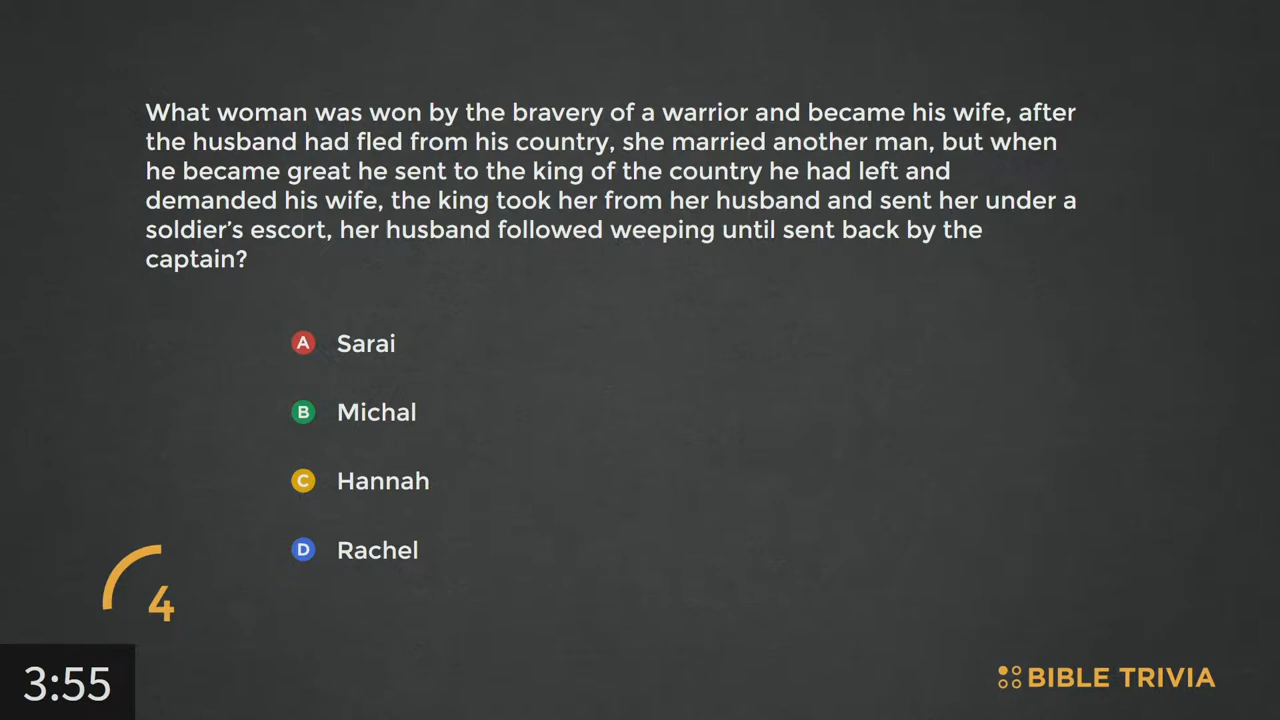 What woman was won by the bravery of a warrior and became his wife, after
the husband had fled from his country, she married another man, but when
he became great he sent to the king of the country he had left and
demanded his wife, the king took her from her husband and sent her under a
soldier's escort, her husband followed weeping until sent back by the
captain?
A Sarai
B Michal
C Hannah
D Rachel
4
3:55
BIBLE TRIVIA